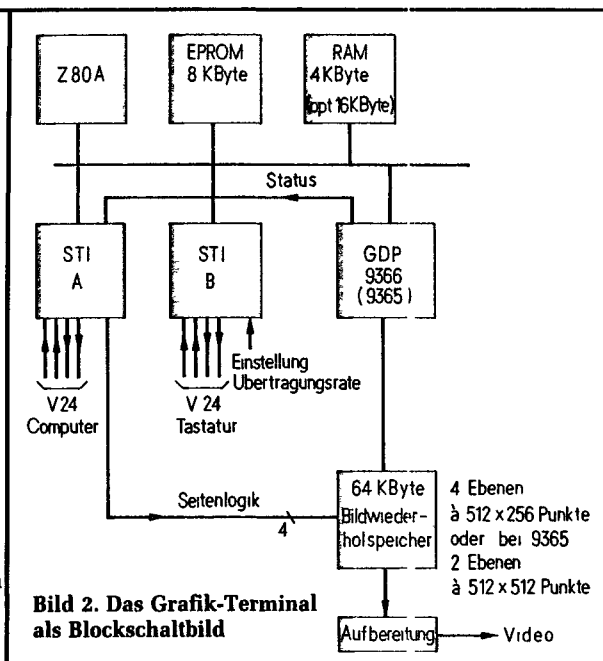 Z80A
EPROM
8 KByte
RAM
4KByte
(opt 16KByte)
Status
STI
A
STI
B
GDP
9366
(9365)
Einstellung
Übertragungsrate
V24
Computer
V 24
Tastatur
Seitenlogik
4
64 KByte
Bildwieder-
holspeicher
4 Ebenen
à 512 x 256 Punkte
oder bei 9365
2 Ebenen
à 512 x 512 Punkte
Bild 2. Das Grafik-Terminal
als Blockschaltbild
Aufbereitung
Video